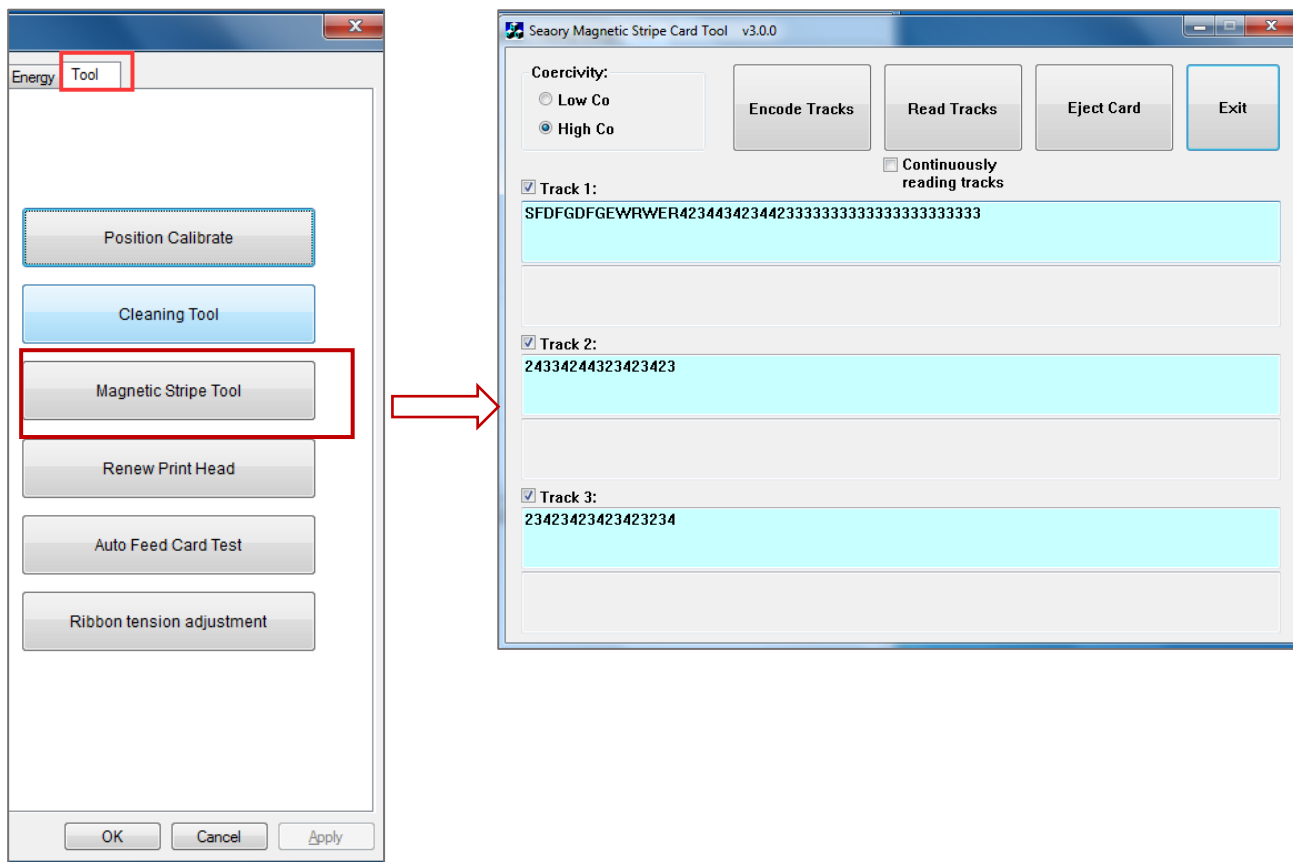 Energy
Tool
Position Calibrate
Cleaning Tool
Magnetic Stripe Tool
Renew Print Head
Auto Feed Card Test
Ribbon tension adjustment
OK
Cancel
Apply
Seaory Magnetic Stripe Card Tool v3.0.0
Coercivity:
Low Co
High Co
Encode Tracks
Read Tracks
Eject Card
Exit
Continuously
reading tracks
Track 1:
SFDFGDFGEWRWER42344342344233333333333333333333333
Track 2:
24334244323423423
Track 3:
23423423423423234